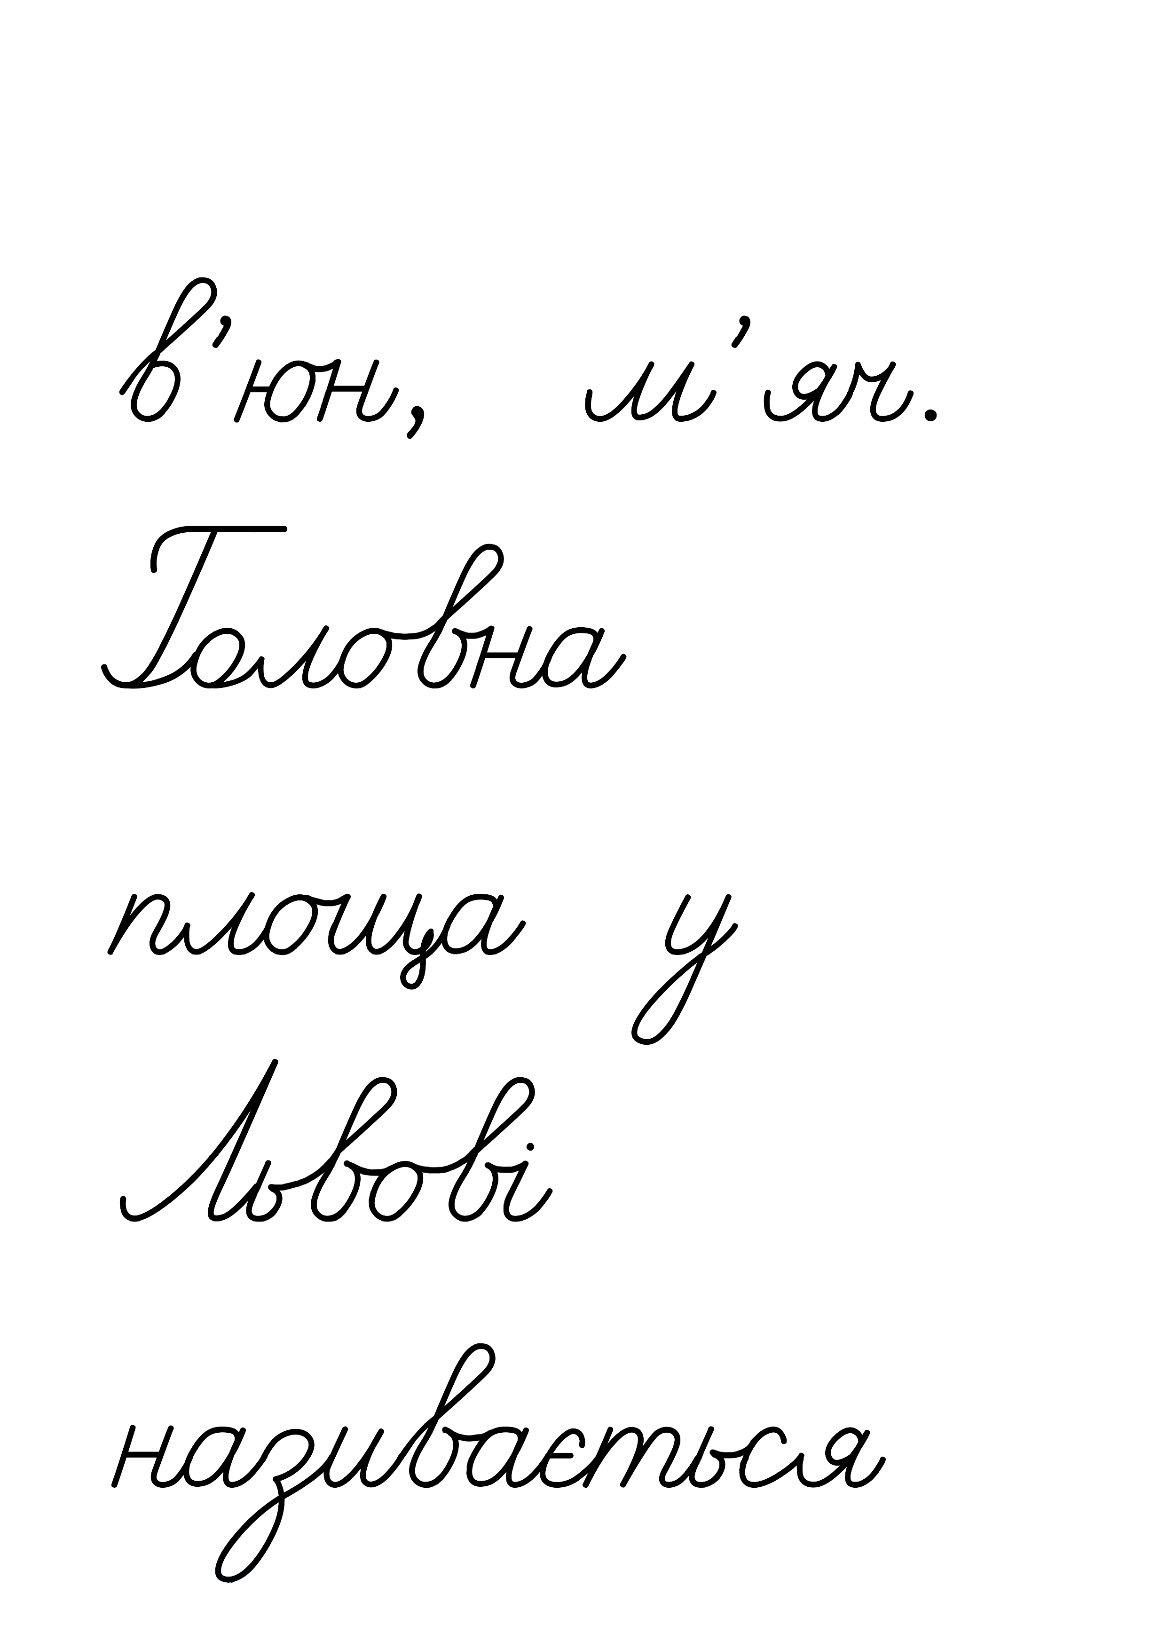 в’юн, м’яч.
Головна
площа у
Львові
називається